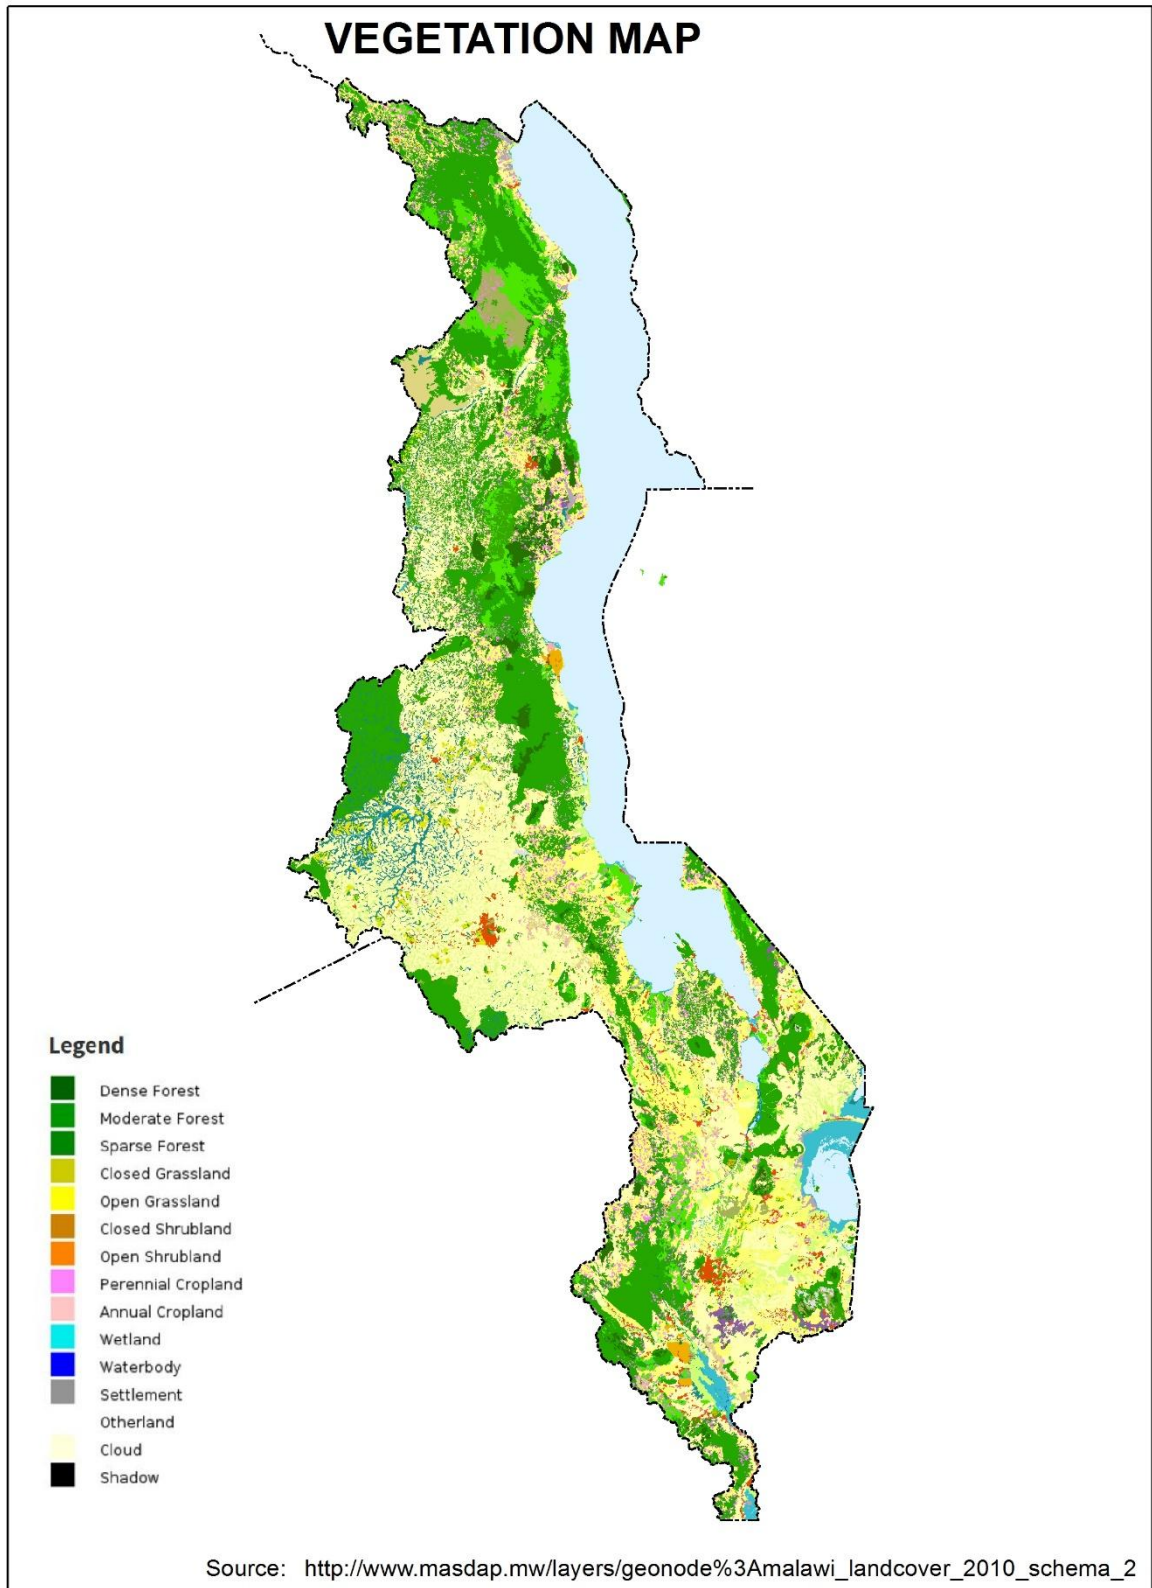 VEGETATION MAP
Legend
Dense Forest
Moderate Forest
Sparse Forest
Closed Grassland
Open Grassland
Closed Shrubland
Open Shrubland
Perennial Cropland
Annual Cropland
Wetland
Waterbody
Settlement
Otherland
Cloud
Shadow
Source: http://www.masdap.mw/layers/geonode%3Amalawi_landcover_2010_schema_2